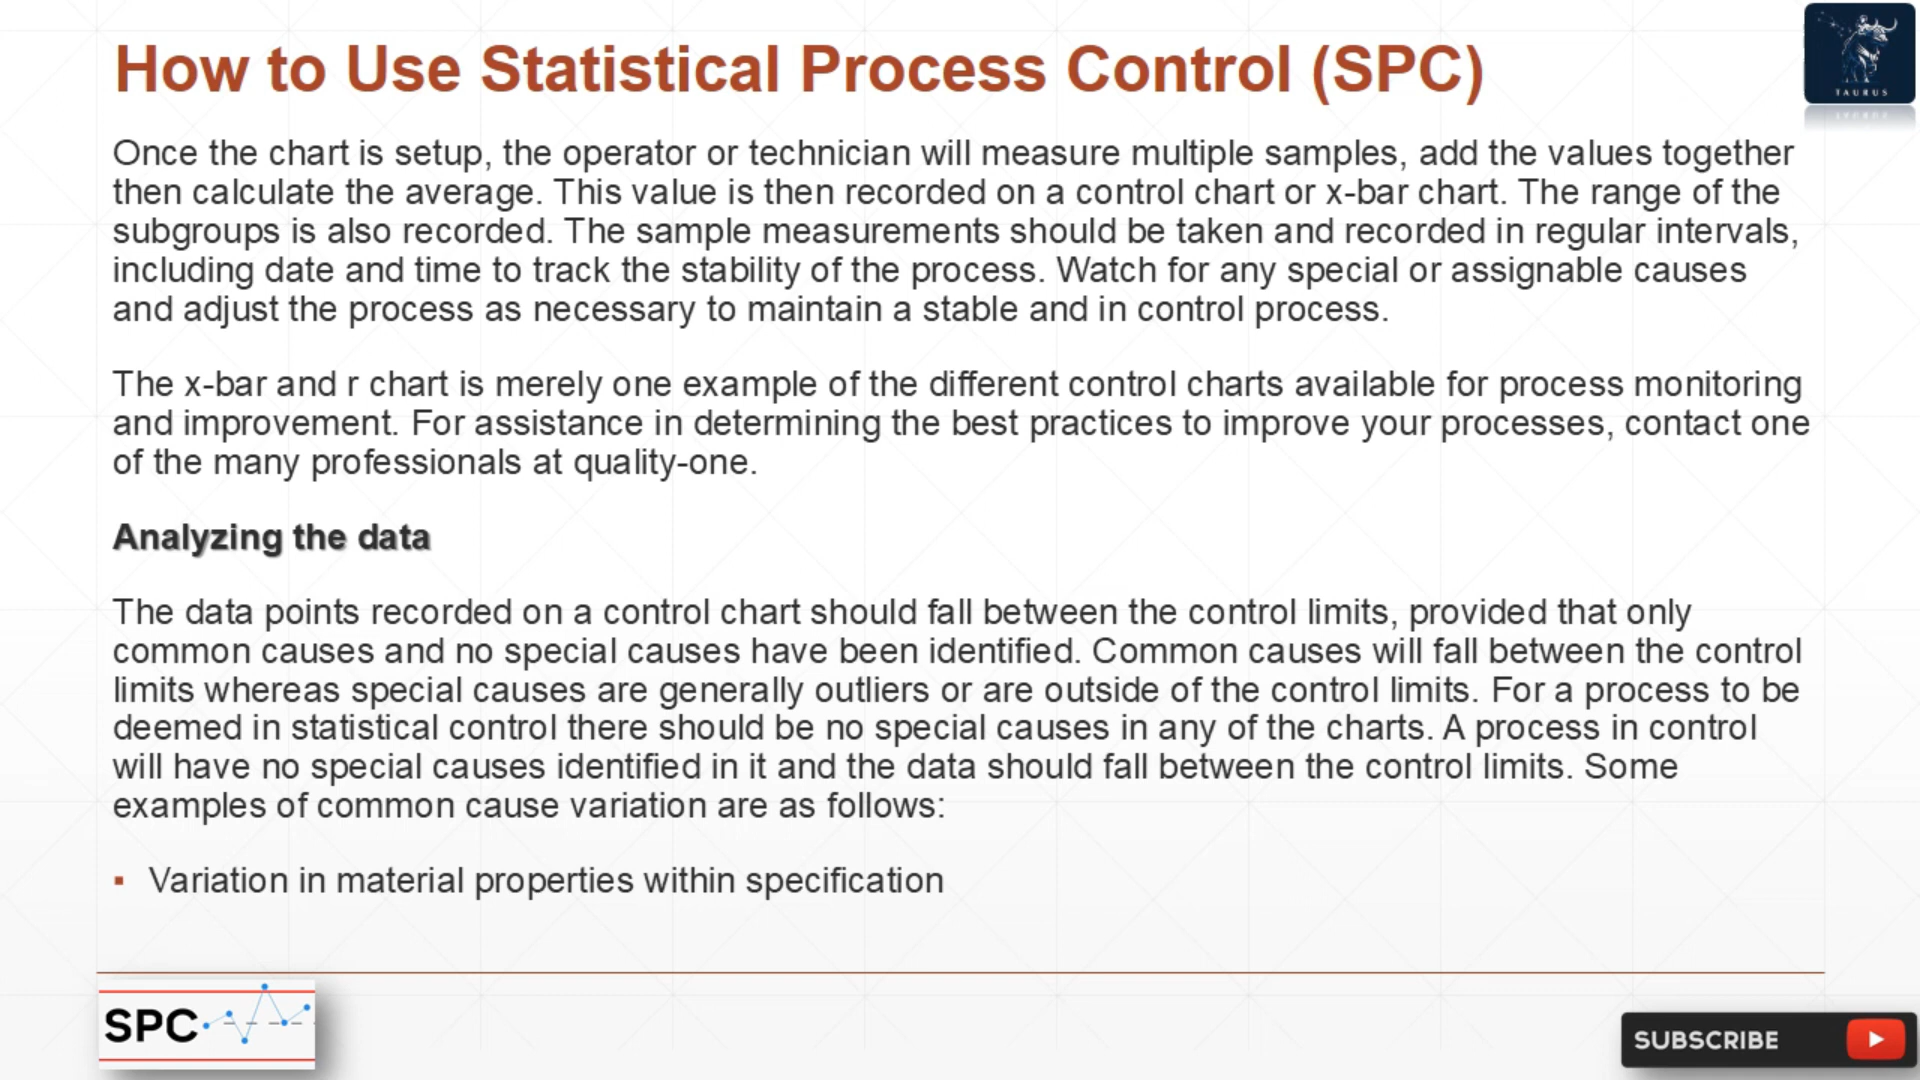 How to Use Statistical Process Control (SPC)
TAURUS
Once the chart is setup, the operator or technician will measure multiple samples, add the values together
then calculate the average. This value is then recorded on a control chart or x-bar chart. The range of the
subgroups is also recorded. The sample measurements should be taken and recorded in regular intervals,
including date and time to track the stability of the process. Watch for any special or assignable causes
and adjust the process as necessary to maintain a stable and in control process.
The x-bar and r chart is merely one example of the different control charts available for process monitoring
and improvement. For assistance in determining the best practices to improve your processes, contact one
of the many professionals at quality-one.
Analyzing the data
The data points recorded on a control chart should fall between the control limits, provided that only
common causes and no special causes have been identified. Common causes will fall between the control
limits whereas special causes are generally outliers or are outside of the control limits. For a process to be
deemed in statistical control there should be no special causes in any of the charts. A process in control
will have no special causes identified in it and the data should fall between the control limits. Some
examples of common cause variation are as follows:
▪ Variation in material properties within specification
SPC
SUBSCRIBE